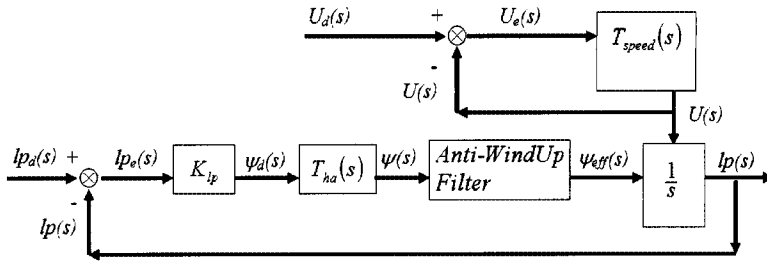 U_d(s) + U_e(s) T_speed(s)
-
U(s) U(s)
lp_d(s) + lp_e(s) K_lp ψ_d(s) T_ha(s) ψ(s) Anti-WindUp
Filter ψ_eff(s) 1/s lp(s)
-
lp(s)